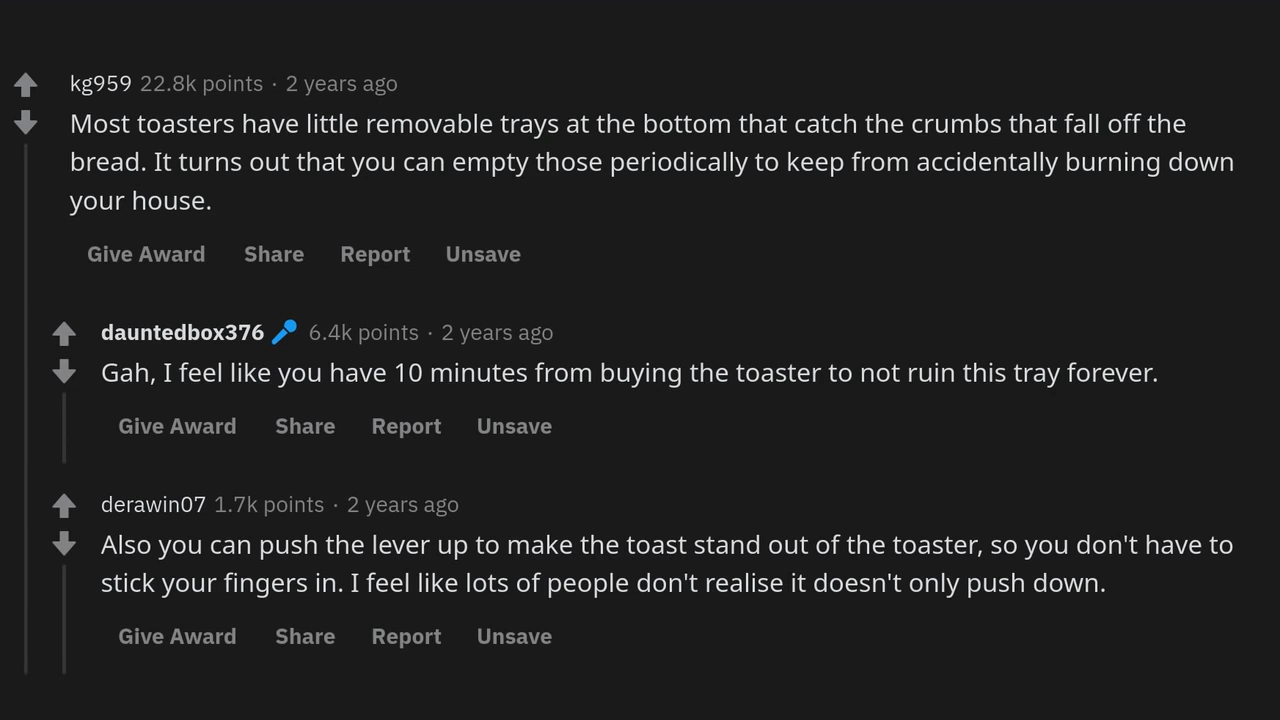 kg959 22.8k points · 2 years ago
Most toasters have little removable trays at the bottom that catch the crumbs that fall off the
bread. It turns out that you can empty those periodically to keep from accidentally burning down
your house.
Give Award Share Report Unsave
dauntedbox376 🎤 6.4k points · 2 years ago
Gah, I feel like you have 10 minutes from buying the toaster to not ruin this tray forever.
Give Award Share Report Unsave
derawin07 1.7k points · 2 years ago
Also you can push the lever up to make the toast stand out of the toaster, so you don't have to
stick your fingers in. I feel like lots of people don't realise it doesn't only push down.
Give Award Share Report Unsave